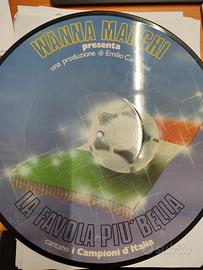 WANNA MARCHI
presenta
una produzione di Emilio
LA FAVOLA PIU' BELLA
cantano i Campioni d'Italia